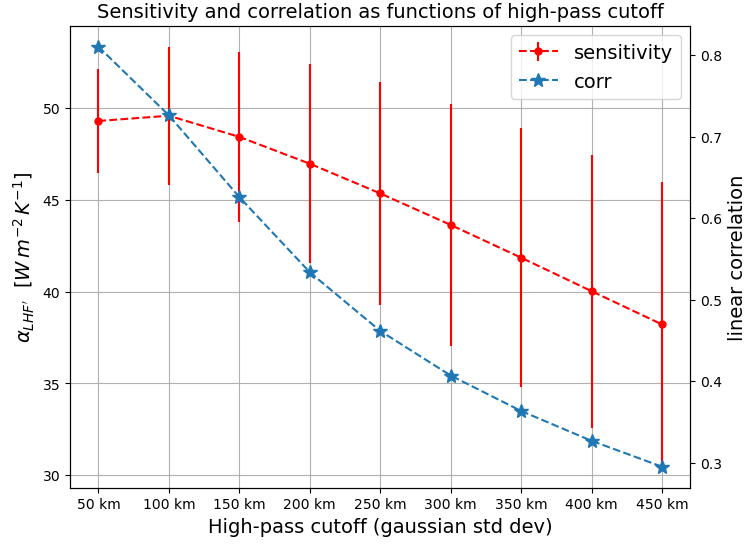 Sensitivity and correlation as functions of high-pass cutoff
sensitivity
corr
50
45
40
35
30
α_{LHF'} [W m^{-2} K^{-1}]
0.8
0.7
0.6
0.5
0.4
0.3
linear correlation
50 km 100 km 150 km 200 km 250 km 300 km 350 km 400 km 450 km
High-pass cutoff (gaussian std dev)